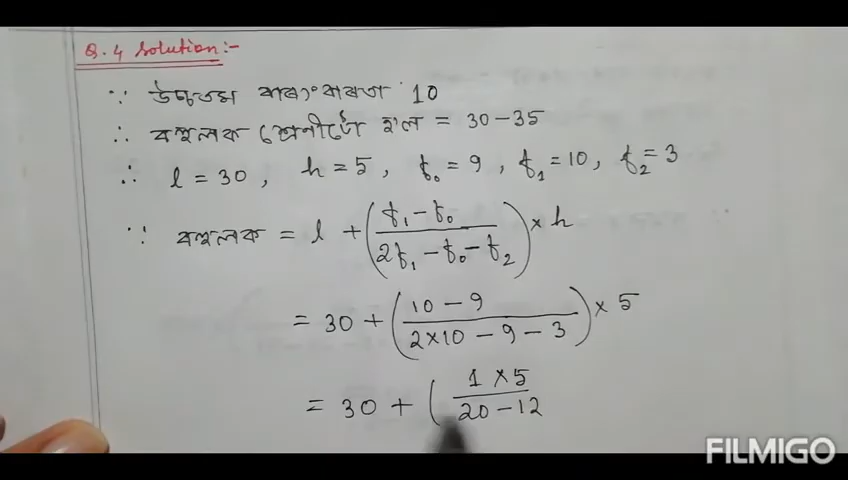 Q. 4 Solution:-
∵ উচ্চতম বাৰংবাৰতা 10
∴ বহুলক শ্ৰেনীটো হ'ল = 30-35
∴ l = 30, h = 5, f₀ = 9, f₁ = 10, f₂ = 3
∵ বহুলক = l + ((f₁ - f₀)/(2f₁ - f₀ - f₂)) × h
= 30 + ((10 - 9)/(2×10 - 9 - 3)) × 5
= 30 + ( (1 × 5)/(20 - 12)
FILMIGO